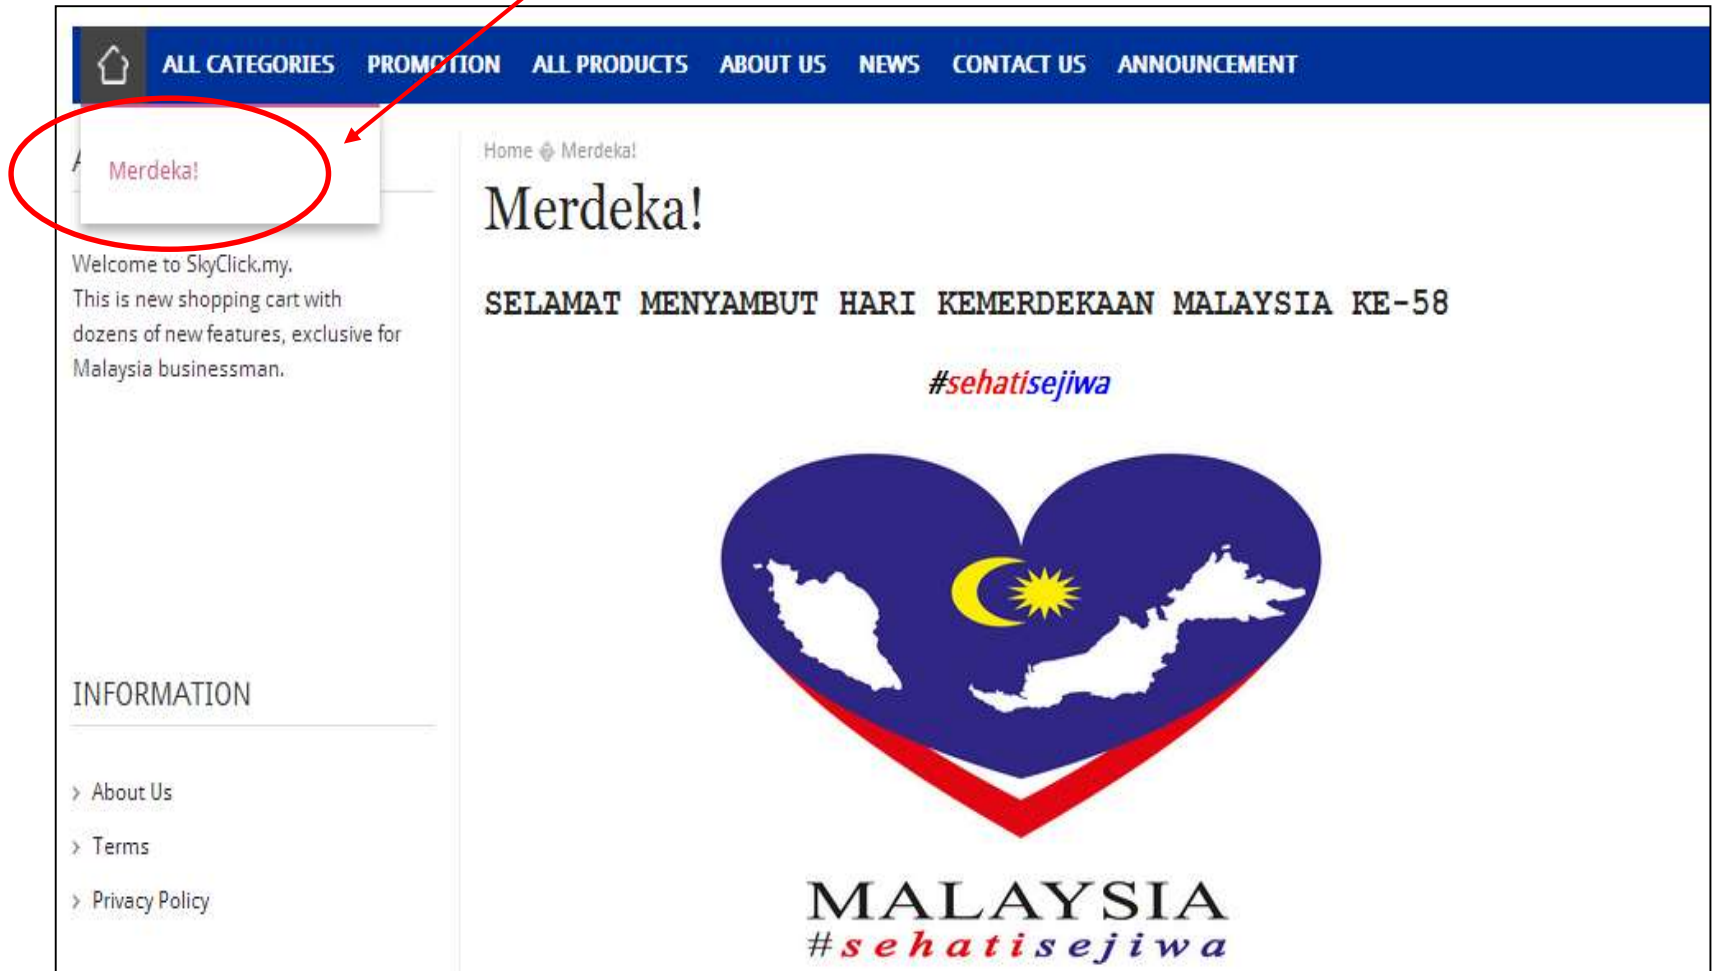 ALL CATEGORIES PROMOTION ALL PRODUCTS ABOUT US NEWS CONTACT US ANNOUNCEMENT
Merdeka!
Welcome to SkyClick.my.
This is new shopping cart with
dozens of new features, exclusive for
Malaysia businessman.
INFORMATION
About Us
Terms
Privacy Policy
Home � Merdeka!
Merdeka!
SELAMAT MENYAMBUT HARI KEMERDEKAAN MALAYSIA KE-58
#sehatisejiwa
MALAYSIA
#sehatisejiwa